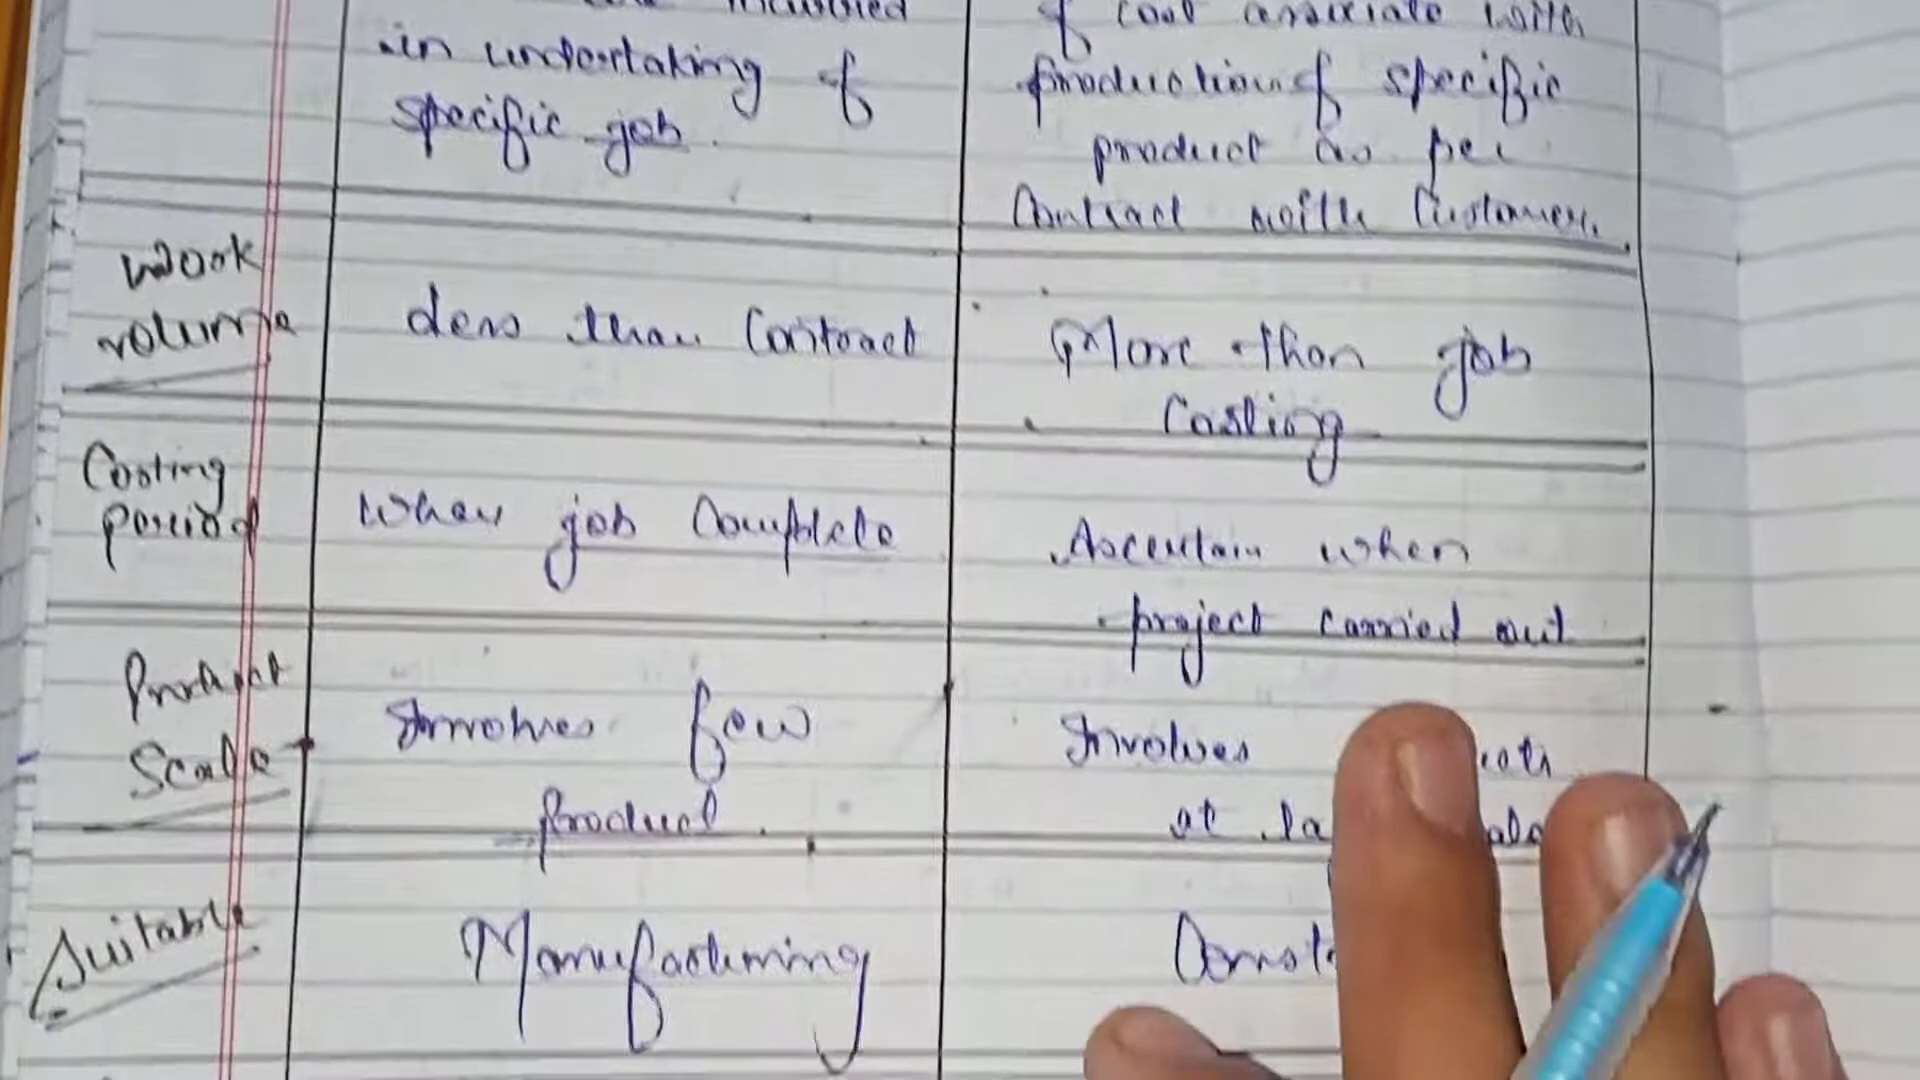 in undertaking of
specific job.
of cost associate with
production of specific
product as per
Contract with Customer.
Work
volume
Less than Contract
More than job
Costing
Costing
period
When job Complete
Ascertain when
project carried out
Product
Scale
Involves few
product.
Involves
at
Suitable
Manufacturing